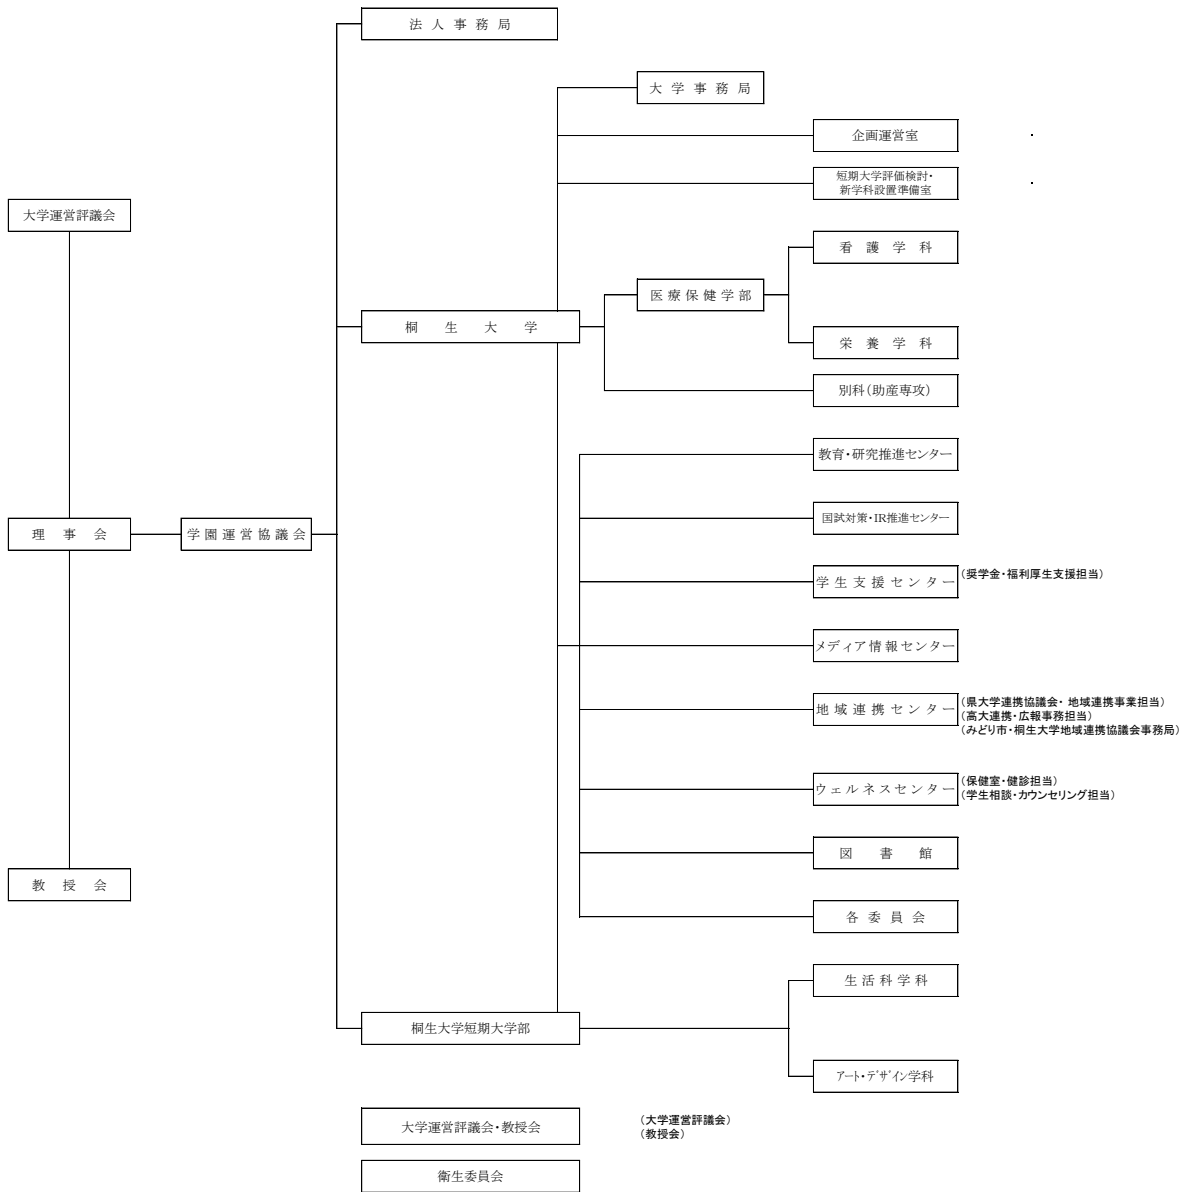 法人事務局
大学事務局
企画運営室
・
短期大学評価検討・
新学科設置準備室
・
大学運営評議会
看護学科
医療保健学部
桐生大学
栄養学科
別科(助産専攻)
教育・研究推進センター
国試対策・IR推進センター
理事会
学園運営協議会
学生支援センター
(奨学金・福利厚生支援担当)
メディア情報センター
地域連携センター
(県大学連携協議会・ 地域連携事業担当)
(高大連携・広報事務担当)
(みどり市・桐生大学地域連携協議会事務局)
ウェルネスセンター
(保健室・健診担当)
(学生相談・カウンセリング担当)
図書館
教授会
各委員会
生活科学科
桐生大学短期大学部
アート・デザイン学科
大学運営評議会・教授会
(大学運営評議会)
(教授会)
衛生委員会